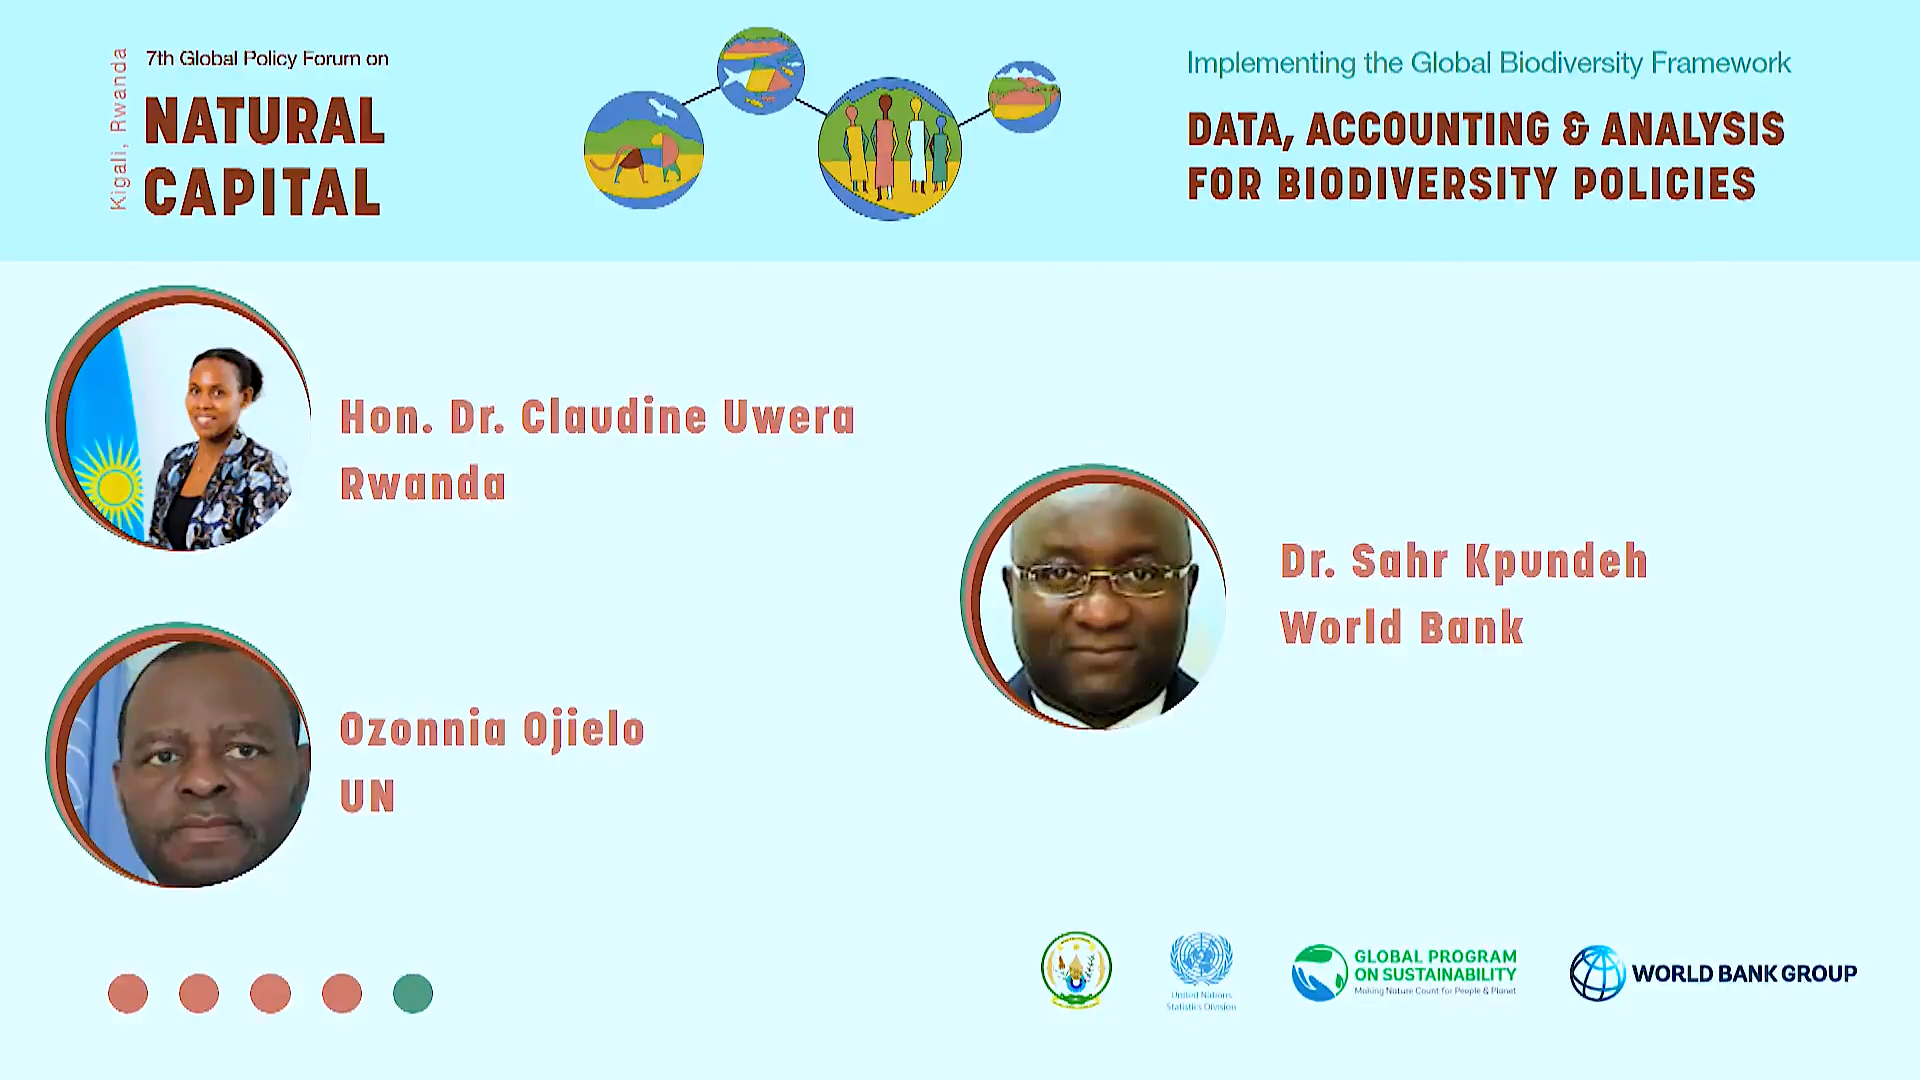 Kigali, Rwanda
7th Global Policy Forum on
NATURAL
CAPITAL
Implementing the Global Biodiversity Framework
DATA, ACCOUNTING & ANALYSIS
FOR BIODIVERSITY POLICIES
Hon. Dr. Claudine Uwera
Rwanda
Dr. Sahr Kpundeh
World Bank
Ozonnia Ojielo
UN
United Nations
Statistics Division
GLOBAL PROGRAM
ON SUSTAINABILITY
Making Nature Count for People & Planet
WORLD BANK GROUP